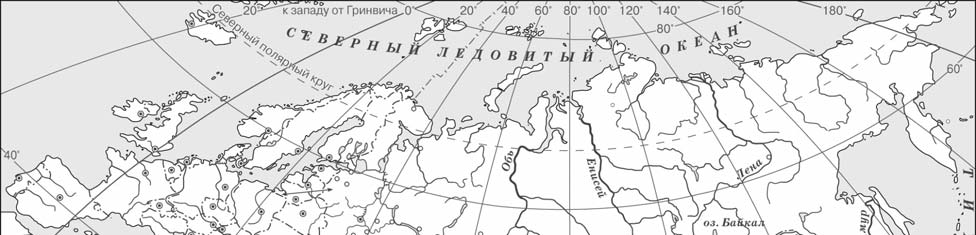 20° к западу от Гринвича 0° 20° 40° 60° 80° 100° 120° 140° 160° 180°
Северный полярный круг
СЕВЕРНЫЙ ЛЕДОВИТЫЙ ОКЕАН
80°
60°
40°
Обь
Енисей
Лена
оз. Байкал
Т
И
мур